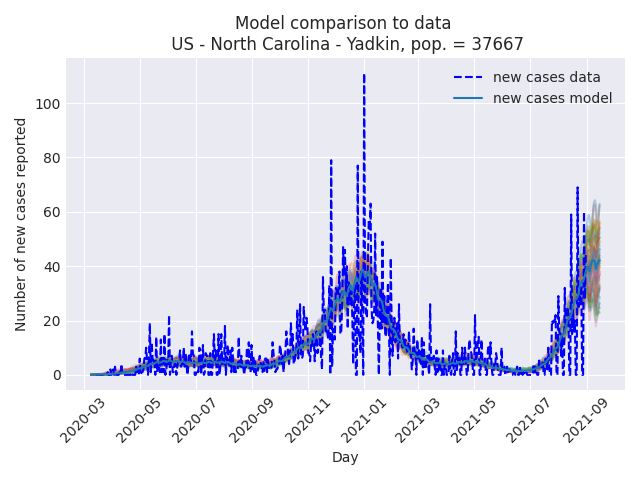 Model comparison to data
US - North Carolina - Yadkin, pop. = 37667
new cases data
new cases model
Number of new cases reported
100
80
60
40
20
0
2020-03
2020-05
2020-07
2020-09
2020-11
2021-01
2021-03
2021-05
2021-07
2021-09
Day